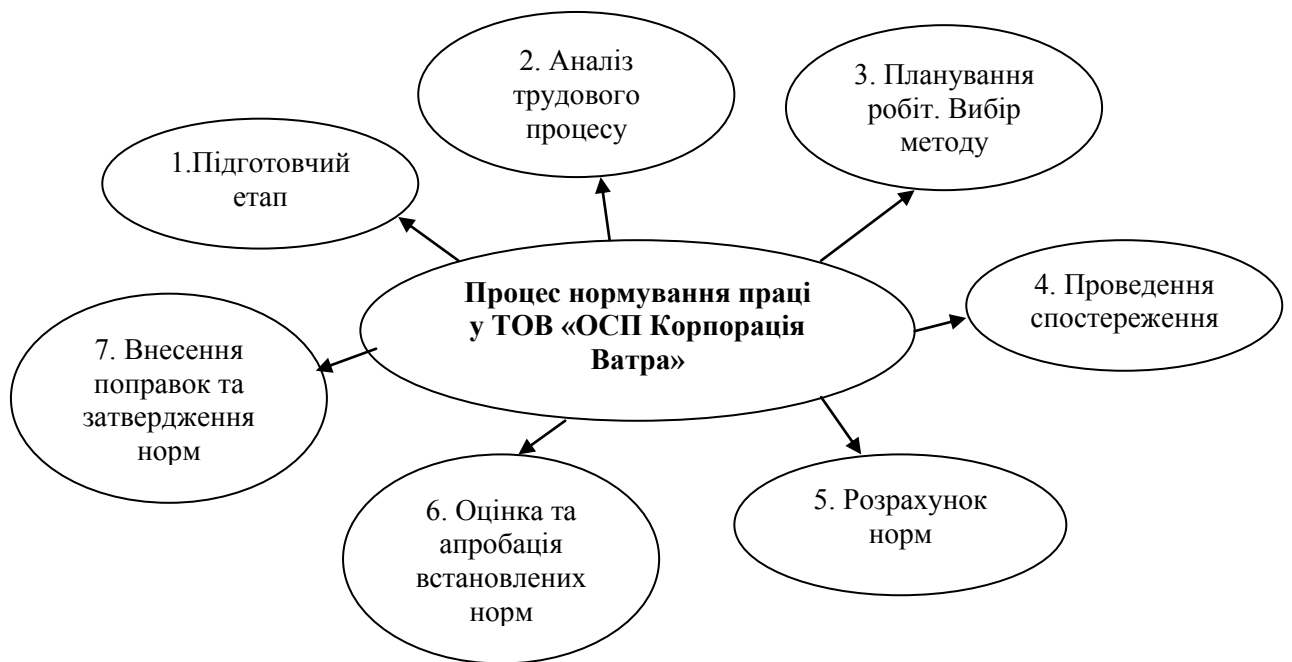 1.Підготовчий
етап
2. Аналіз
трудового
процесу
3. Планування
робіт. Вибір
методу
Процес нормування праці
у ТОВ «ОСП Корпорація
Ватра»
4. Проведення
спостереження
5. Розрахунок
норм
6. Оцінка та
апробація
встановлених
норм
7. Внесення
поправок та
затвердження
норм